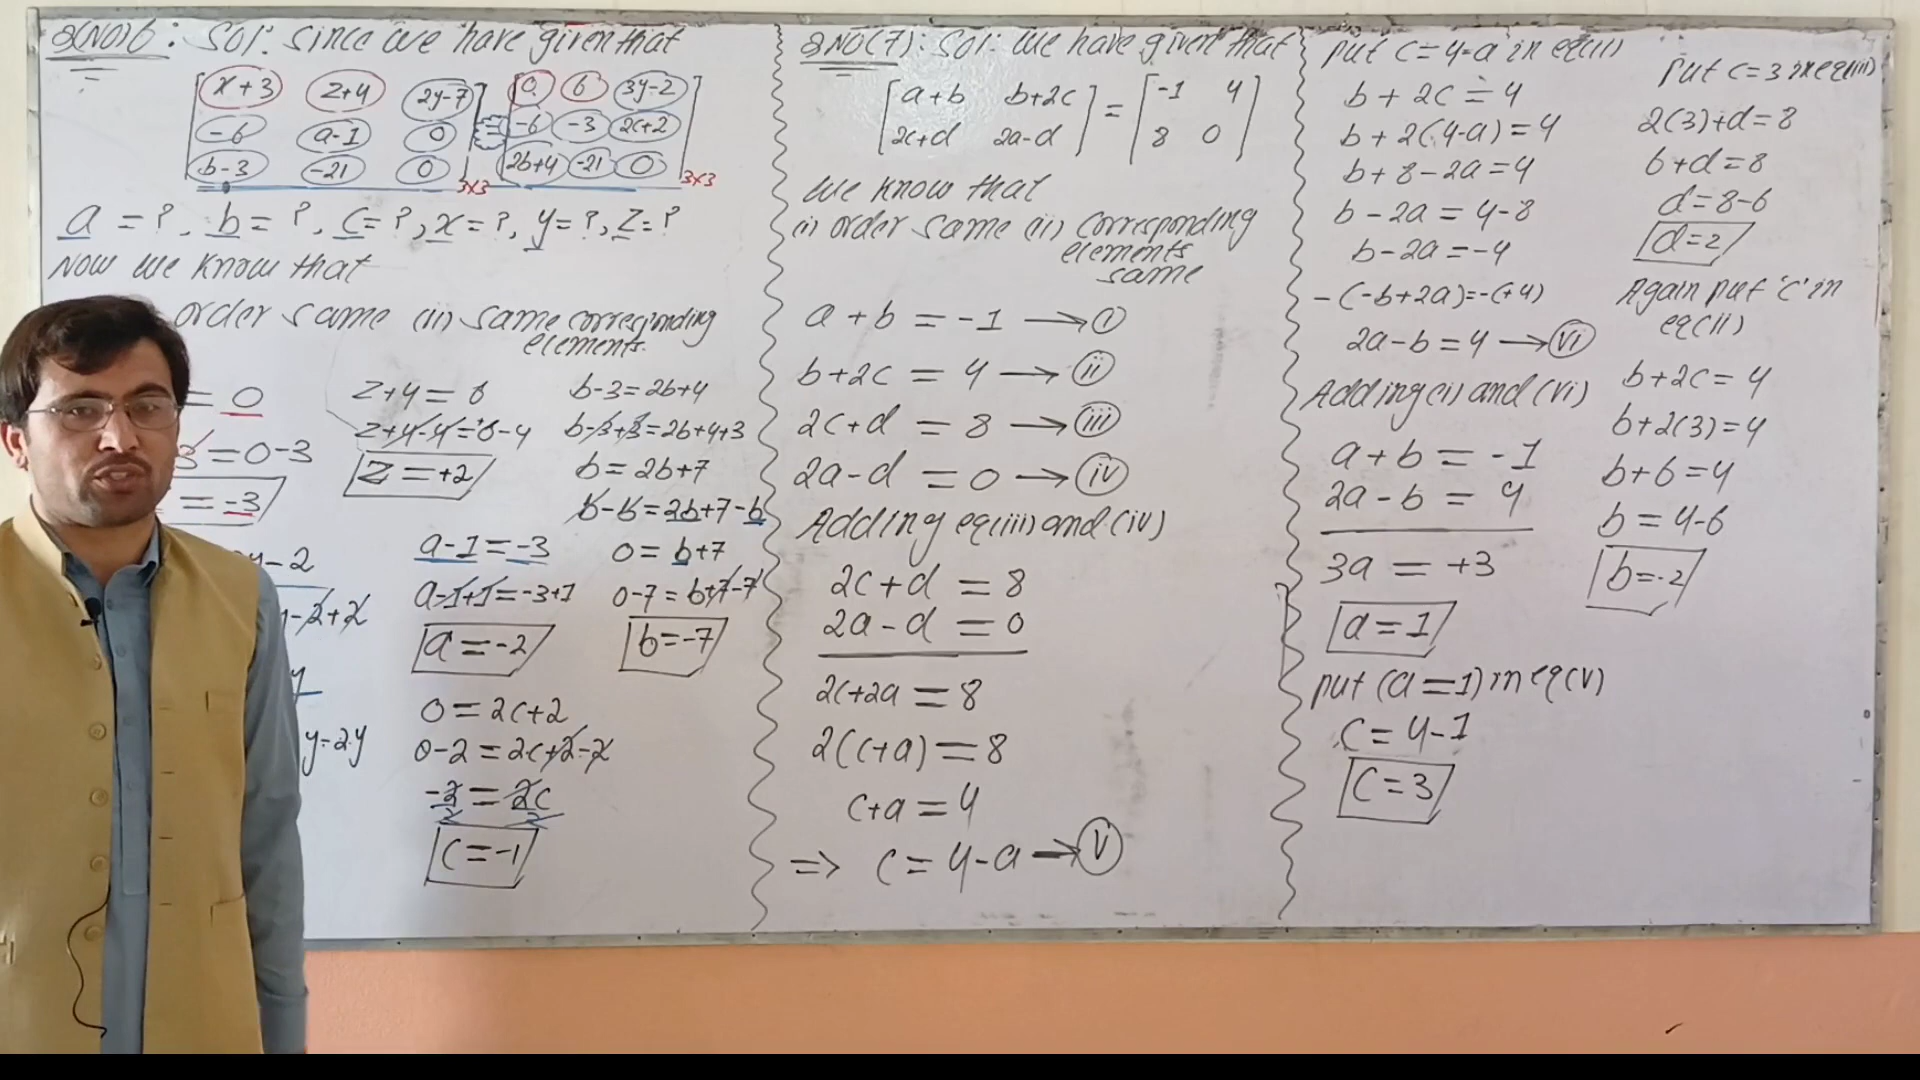 Q(NO)6: Sol: Since we have given that
x+3 z+4 2y-7 = 0 6 3y-2
-6 a-1 0 -6 -3 2c+2
b-3 -21 0 2b+4 -21 0
3×3 3×3
a = ?, b = ?, c = ?, x = ?, y = ?, z = ?
Now we know that
order same (ii) same corresponding
elements.
= 0
3 = 0-3
= -3
y-2
-2+2
y
y-2y
z+4 = 6
z+4-4 = 6-4
z = +2
a-1 = -3
a-1+1 = -3+1
a = -2
0 = 2c+2
0-2 = 2c+2-2
-2/2 = 2c/2
c = -1
b-3 = 2b+4
b-3+3 = 2b+4+3
b = 2b+7
b-b = 2b+7-b
0 = b+7
0-7 = b+7-7
b = -7
Q NO(7): Sol: We have given that
a+b b+2c = -1 4
2c+d 2a-d 8 0
We know that
(i) order same (ii) corresponding
elements
same
a+b = -1 → (i)
b+2c = 4 → (ii)
2c+d = 8 → (iii)
2a-d = 0 → (iv)
Adding eq(iii) and (iv)
2c+d = 8
2a-d = 0
2c+2a = 8
2(c+a) = 8
c+a = 4
=> c = 4-a → (V)
put c = 4-a in eq(ii)
b+2c = 4
b+2(4-a) = 4
b+8-2a = 4
b-2a = 4-8
b-2a = -4
-(-b+2a) = -(+4)
2a-b = 4 → (Vi)
Adding (i) and (Vi)
a+b = -1
2a-b = 4
3a = +3
a = 1
put (a=1) in eq(V)
c = 4-1
c = 3
put c = 3 in eq(iii)
2(3)+d = 8
6+d = 8
d = 8-6
d = 2
Again put 'c' in
eq(ii)
b+2c = 4
b+2(3) = 4
b+6 = 4
b = 4-6
b = -2